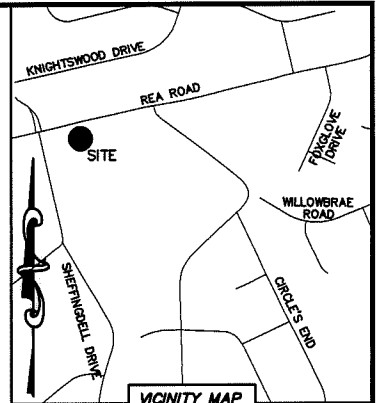 KNIGHTSWOOD DRIVE
REA ROAD
SITE
FOXGLOVE
DRIVE
WILLOWBRAE
ROAD
SHEFFINGDELL DRIVE
CIRCLE'S END
VICINITY MAP